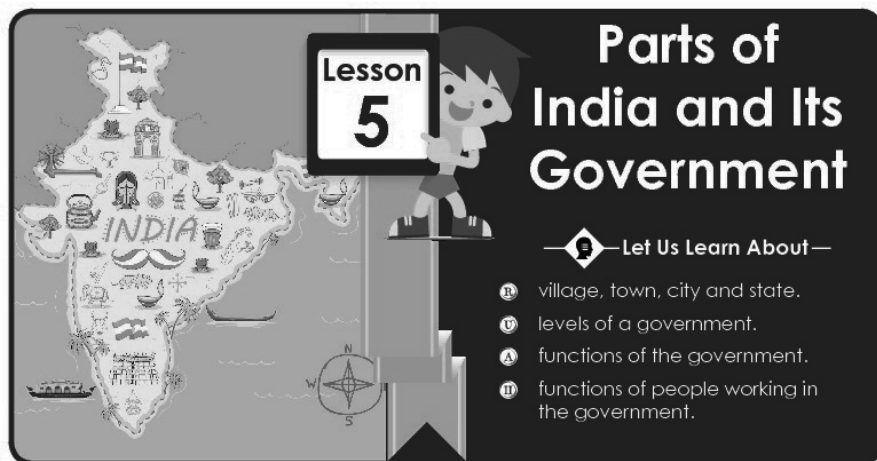 Lesson
5
Parts of
India and Its
Government
Let Us Learn About
R village, town, city and state.
U levels of a government.
A functions of the government.
H functions of people working in
the government.
INDIA
N
W
S